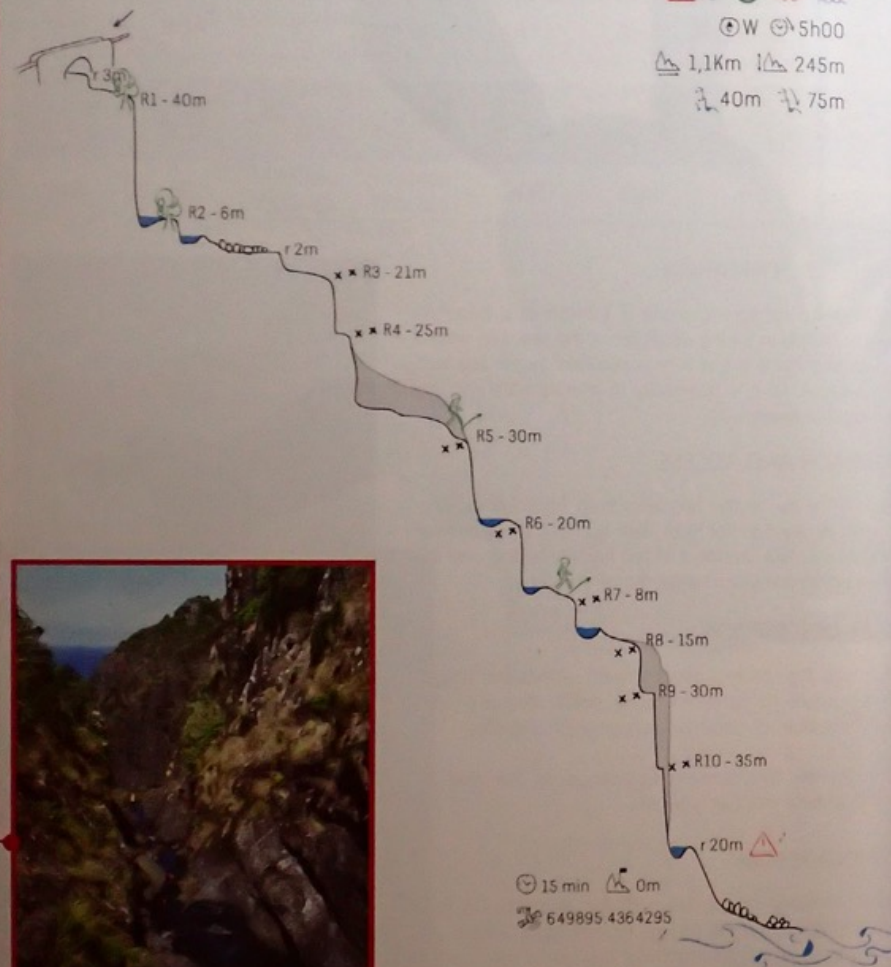 W 5h00
1,1Km 245m
40m 75m
r 3m
R1 - 40m
R2 - 6m
r 2m
R3 - 21m
R4 - 25m
R5 - 30m
R6 - 20m
R7 - 8m
R8 - 15m
R9 - 30m
R10 - 35m
r 20m
15 min 0m
649895 4364295